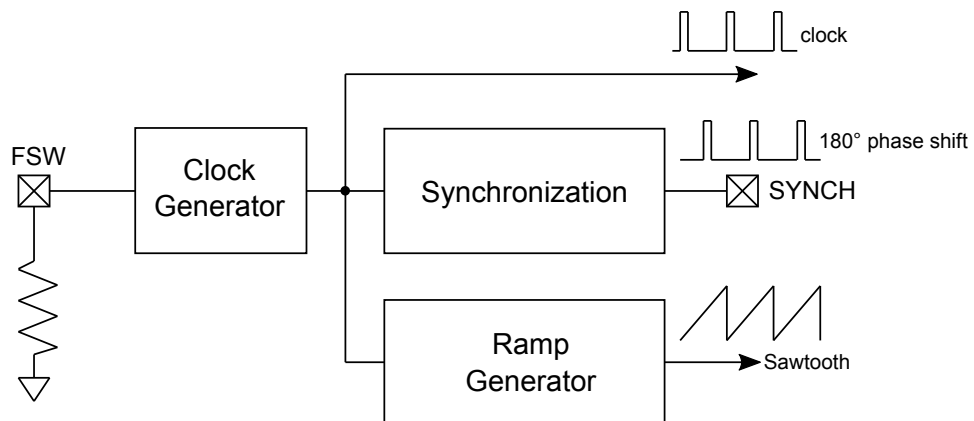 clock
180° phase shift
FSW
Clock
Generator
Synchronization
SYNCH
Ramp
Generator
Sawtooth